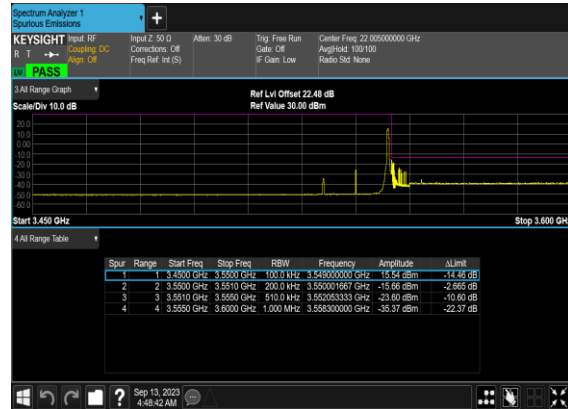 Spectrum Analyzer 1
Spurious Emissions
KEYSIGHT Input: RF Input Z: 50 Ω Atten: 30 dB Trig: Free Run Center Freq: 22.005000000 GHz
R T Coupling: DC Corrections: Off Gate: Off Avg|Hold: 100/100
Align: Off Freq Ref: Int (S) IF Gain: Low Radio Std: None
PASS
3 All Range Graph
Ref Lvl Offset 22.48 dB
Scale/Div 10.0 dB Ref Value 30.00 dBm
20.0
10.0
0.00
-10.0
-20.0
-30.0
-40.0
-50.0
-60.0
Start 3.450 GHz Stop 3.600 GHz
4 All Range Table
Spur Range Start Freq Stop Freq RBW Frequency Amplitude ΔLimit
1 1 3.4500 GHz 3.5500 GHz 100.0 kHz 3.549000000 GHz 15.54 dBm -14.46 dB
2 2 3.5500 GHz 3.5510 GHz 200.0 kHz 3.550001667 GHz -15.66 dBm -2.665 dB
3 3 3.5510 GHz 3.5550 GHz 510.0 kHz 3.552053333 GHz -23.60 dBm -10.60 dB
4 4 3.5550 GHz 3.6000 GHz 1.000 MHz 3.558300000 GHz -35.37 dBm -22.37 dB
? Sep 13, 2023
4:48:42 AM